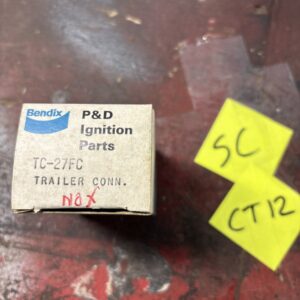 Bendix
P&D
Ignition
Parts
TC-27FC
TRAILER CONN.
NOX
SC
CT12